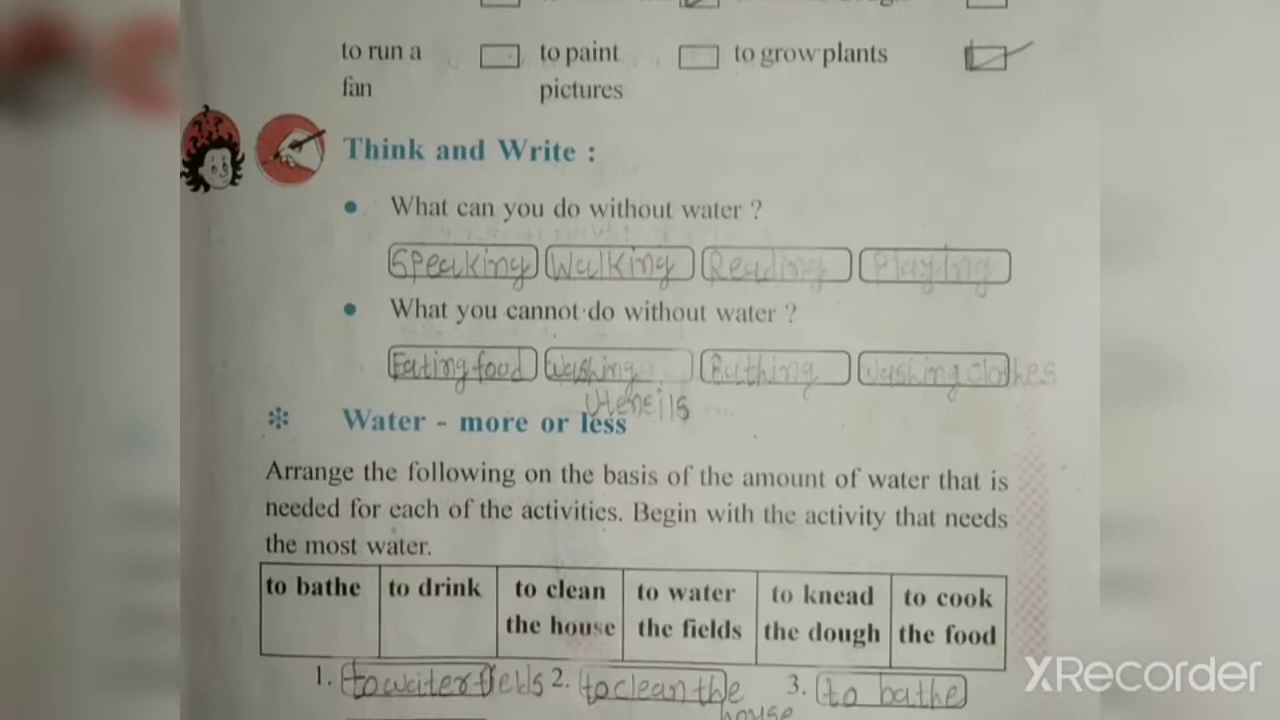 to run a to paint to grow plants
fan pictures
Think and Write :
What can you do without water ?
Speaking Walking Reading Playing
What you cannot do without water ?
Eating food Washing Bathing Washing clothes
Utensils
Water - more or less
Arrange the following on the basis of the amount of water that is
needed for each of the activities. Begin with the activity that needs
the most water.
to bathe to drink to clean to water to knead to cook
the house the fields the dough the food
1. to water fields 2. to clean the 3. to bathe
house
XRecorder